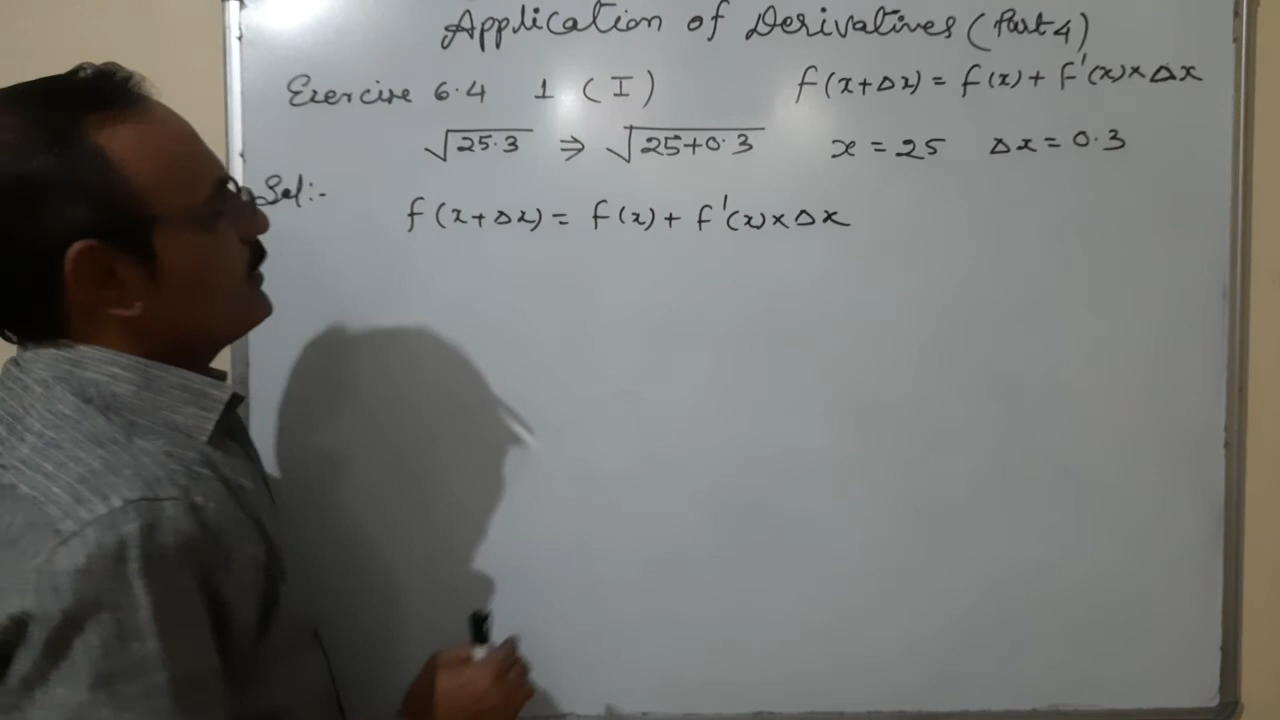 Application of Derivatives (Part 4)
Exercise 6.4 1 (I) f(x+Δx) = f(x) + f'(x)×Δx
√25.3 ⇒ √25+0.3 x = 25 Δx = 0.3
Sol:-
f(x+Δx) = f(x) + f'(x)×Δx